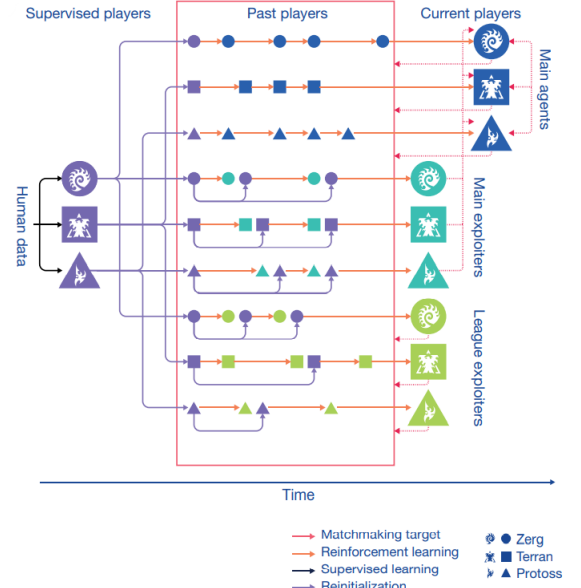 Supervised players
Past players
Current players
Human data
Main agents
Main exploiters
League exploiters
Time
Matchmaking target
Reinforcement learning
Supervised learning
Reinitialization
Zerg
Terran
Protoss